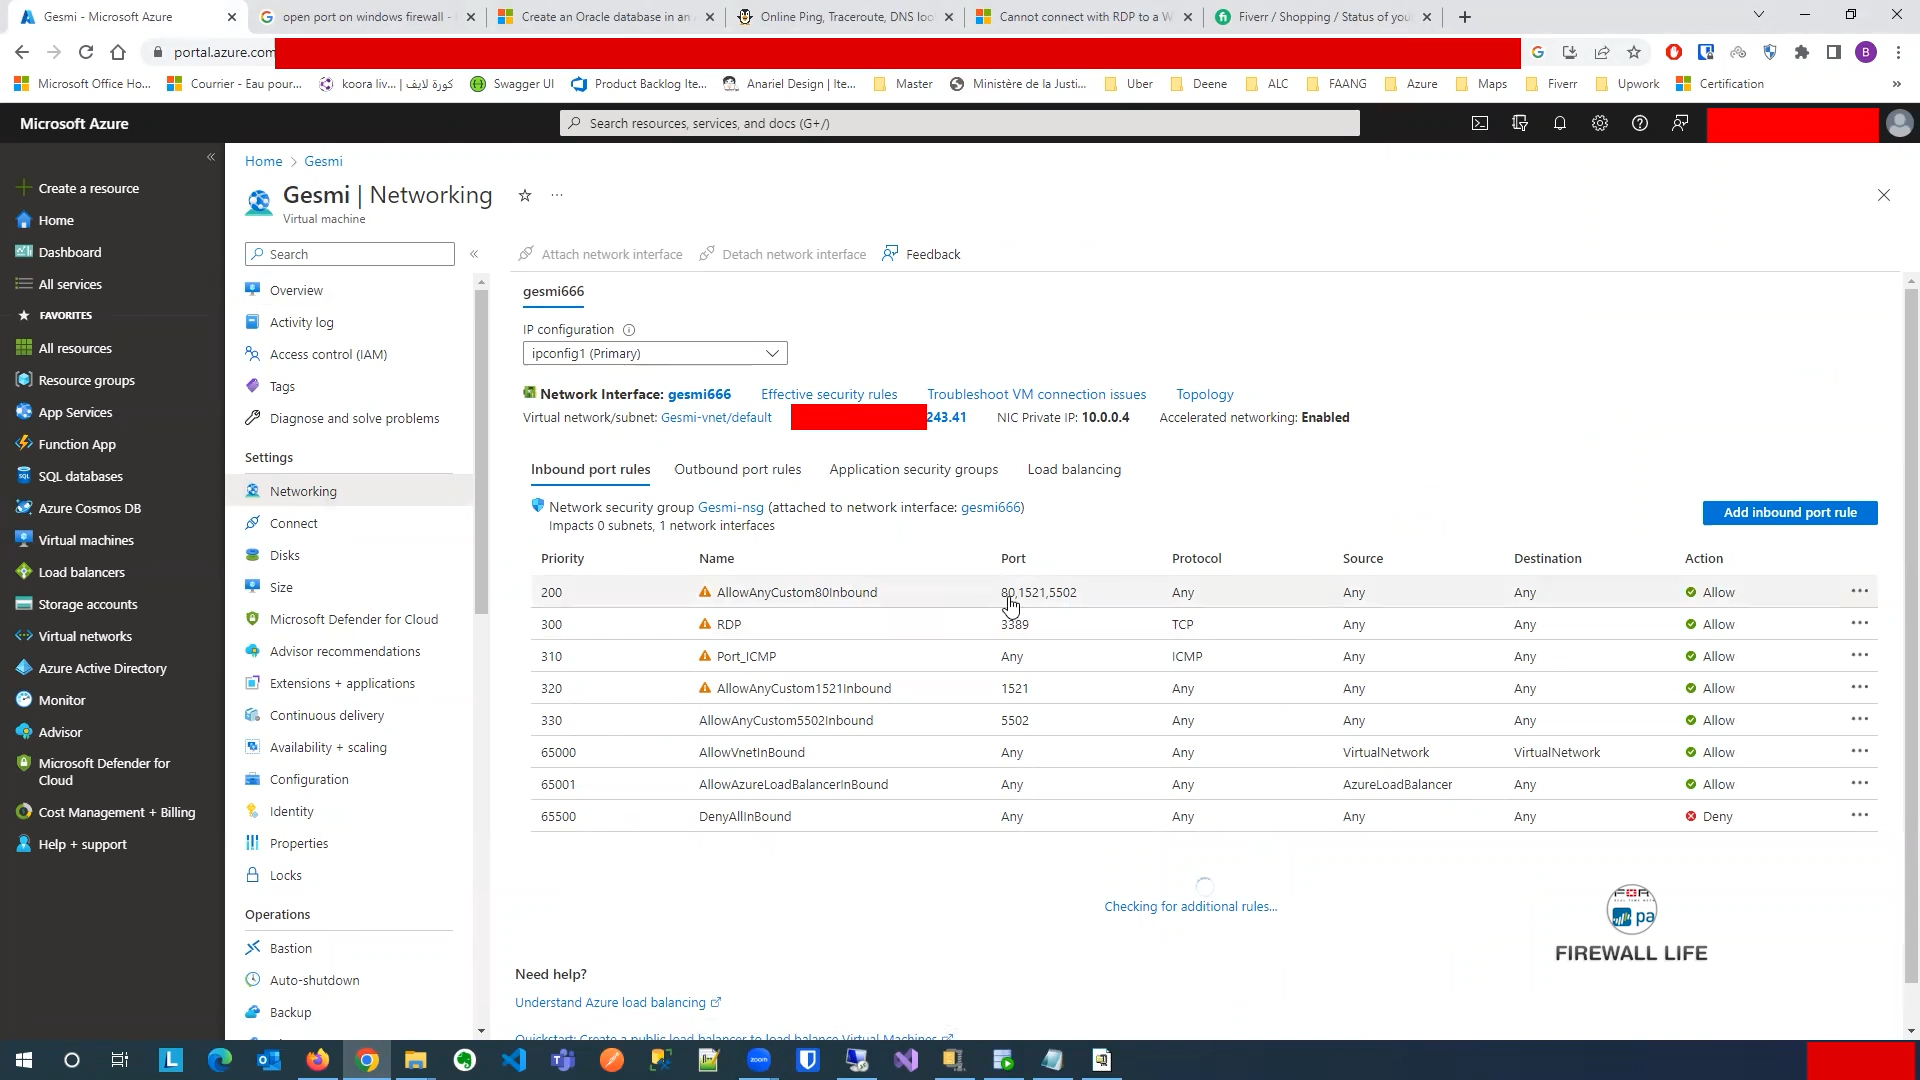 Gesmi - Microsoft Azure
open port on windows firewall -
Create an Oracle database in an
Online Ping, Traceroute, DNS loo
Cannot connect with RDP to a W
Fiverr / Shopping / Status of you
portal.azure.com
B
Microsoft Office Ho...
Courrier - Eau pour...
koora liv... | كورة لايف
Swagger UI
Product Backlog Ite...
Anariel Design | Ite...
Master
Ministère de la Justi...
Uber
Deene
ALC
FAANG
Azure
Maps
Fiverr
Upwork
Certification
»
Microsoft Azure
Search resources, services, and docs (G+/)
Create a resource
Home
Dashboard
All services
FAVORITES
All resources
Resource groups
App Services
Function App
SQL databases
Azure Cosmos DB
Virtual machines
Load balancers
Storage accounts
Virtual networks
Azure Active Directory
Monitor
Advisor
Microsoft Defender for
Cloud
Cost Management + Billing
Help + support
Home > Gesmi
Gesmi | Networking
Virtual machine
Search
Overview
Activity log
Access control (IAM)
Tags
Diagnose and solve problems
Settings
Networking
Connect
Disks
Size
Microsoft Defender for Cloud
Advisor recommendations
Extensions + applications
Continuous delivery
Availability + scaling
Configuration
Identity
Properties
Locks
Operations
Bastion
Auto-shutdown
Backup
Attach network interface
Detach network interface
Feedback
gesmi666
IP configuration
ipconfig1 (Primary)
Network Interface: gesmi666 Effective security rules Troubleshoot VM connection issues Topology
Virtual network/subnet: Gesmi-vnet/default 243.41 NIC Private IP: 10.0.0.4 Accelerated networking: Enabled
Inbound port rules Outbound port rules Application security groups Load balancing
Network security group Gesmi-nsg (attached to network interface: gesmi666)
Impacts 0 subnets, 1 network interfaces
Add inbound port rule
Priority Name Port Protocol Source Destination Action
200 AllowAnyCustom80Inbound 80,1521,5502 Any Any Any Allow ...
300 RDP 3389 TCP Any Any Allow ...
310 Port_ICMP Any ICMP Any Any Allow ...
320 AllowAnyCustom1521Inbound 1521 Any Any Any Allow ...
330 AllowAnyCustom5502Inbound 5502 Any Any Any Allow ...
65000 AllowVnetInBound Any Any VirtualNetwork VirtualNetwork Allow ...
65001 AllowAzureLoadBalancerInBound Any Any AzureLoadBalancer Any Allow ...
65500 DenyAllInBound Any Any Any Any Deny ...
Checking for additional rules...
pa
FIREWALL LIFE
Need help?
Understand Azure load balancing
Quickstart: Create a public load balancer to load balance Virtual Machines
L
zoom